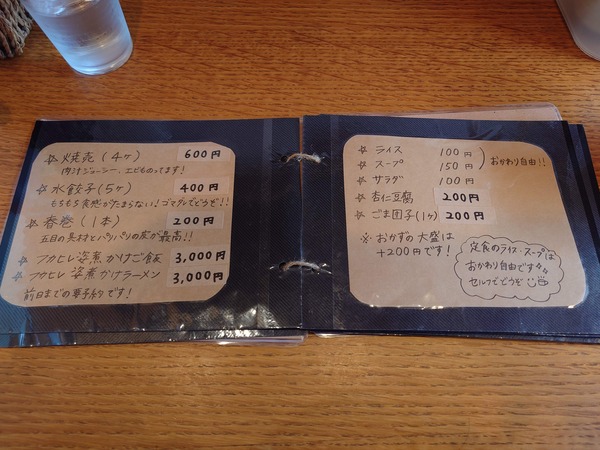 ☆ 焼売(4ヶ) 600円
肉汁ジューシー、エビものってます!
☆ 水餃子(5ヶ) 400円
もちもち食感がたまらない!ゴマダレでどうぞ!!
☆ 春巻(1本) 200円
五目の具材とパリパリの皮が最高!!
☆ フカヒレ姿煮かけご飯 3,000円
☆ フカヒレ姿煮かけラーメン 3,000円
前日までの要予約です!
☆ ライス 100円
☆ スープ 150円 おかわり自由!!
☆ サラダ 100円
☆ 杏仁豆腐 200円
☆ ごま団子(1ヶ) 200円
※ おかずの大盛は
+200円です!
定食のライス・スープは
おかわり自由です
セルフでどうぞ